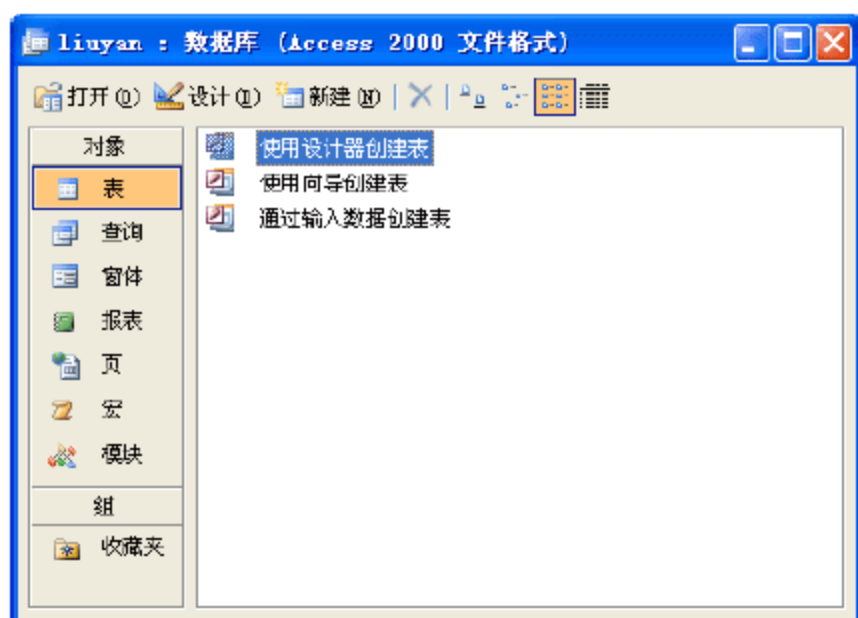 liuyan : 数据库 (Access 2000 文件格式)
打开(O) 设计(D) 新建(N)
对象
表
查询
窗体
报表
页
宏
模块
组
收藏夹
使用设计器创建表
使用向导创建表
通过输入数据创建表